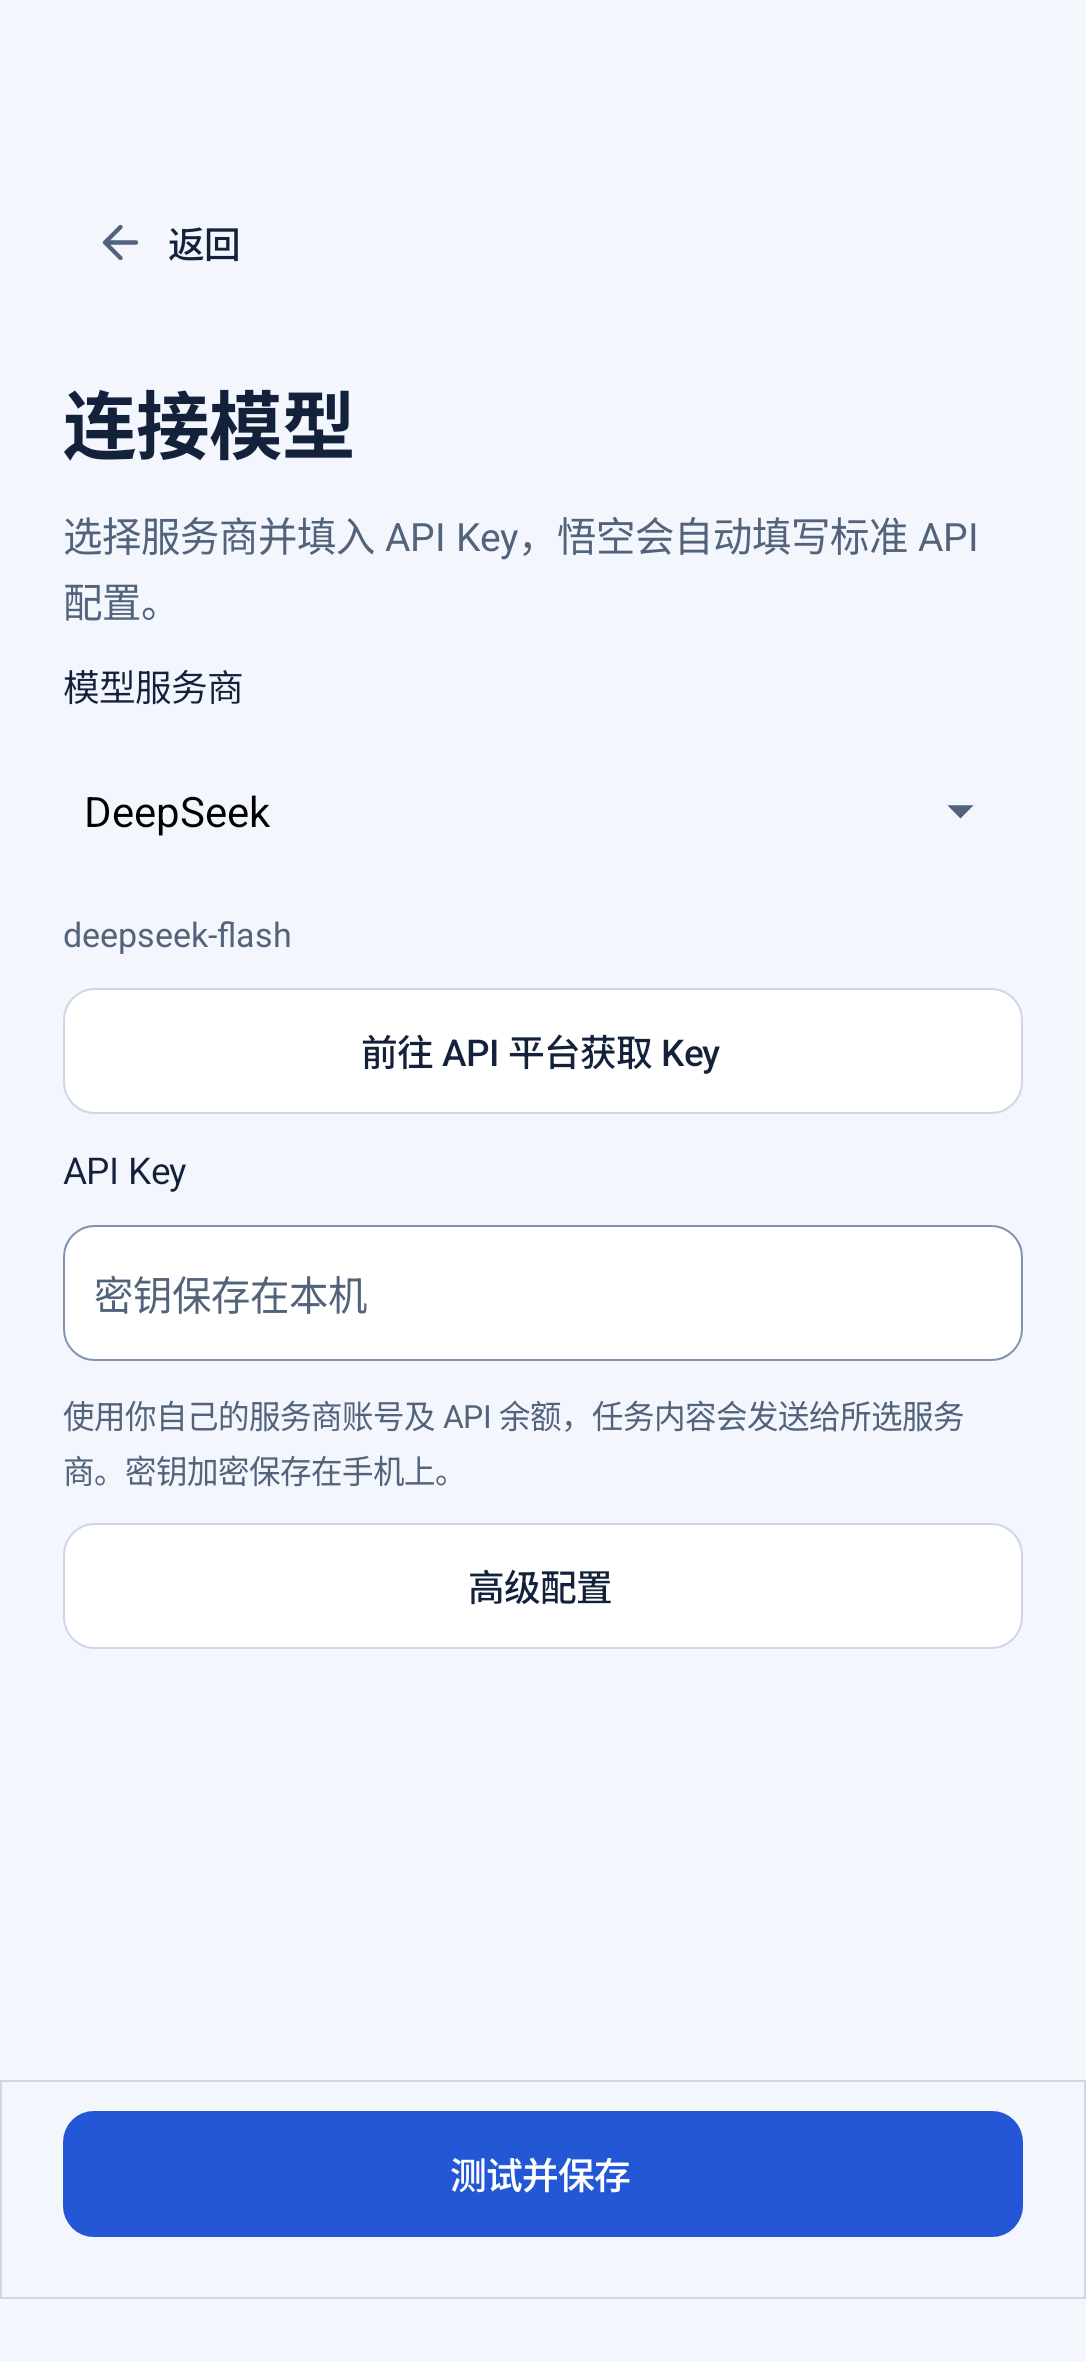 返回
连接模型
选择服务商并填入 API Key，悟空会自动填写标准 API
配置。
模型服务商
DeepSeek
deepseek-flash
前往 API 平台获取 Key
API Key
密钥保存在本机
使用你自己的服务商账号及 API 余额，任务内容会发送给所选服务
商。密钥加密保存在手机上。
高级配置
测试并保存